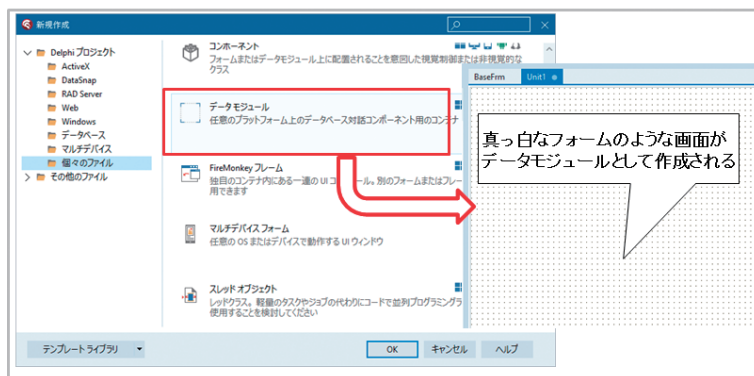 新規作成
Delphi プロジェクト
ActiveX
DataSnap
RAD Server
Web
Windows
データベース
マルチデバイス
個々のファイル
その他のファイル
コンポーネント
フォームまたはデータモジュール上に配置されることを意図した視覚制御または非視覚的な
クラス
データモジュール
任意のプラットフォーム上のデータベース対話コンポーネント用のコンテナ
FireMonkey フレーム
独自のコンテナ内にある一連の UI コ
ール。別のフォームまたはフレー
用できます
マルチデバイス フォーム
任意の OS またはデバイスで動作する UI ウィンドウ
スレッド オブジェクト
レッドクラス。軽量のタスクやジョブの代わりにコードで並列プログラミングラ
使用することを検討してください
テンプレートライブラリ
OK
キャンセル
ヘルプ
BaseFrm
Unit1
真っ白なフォームのような画面が
データモジュールとして作成される